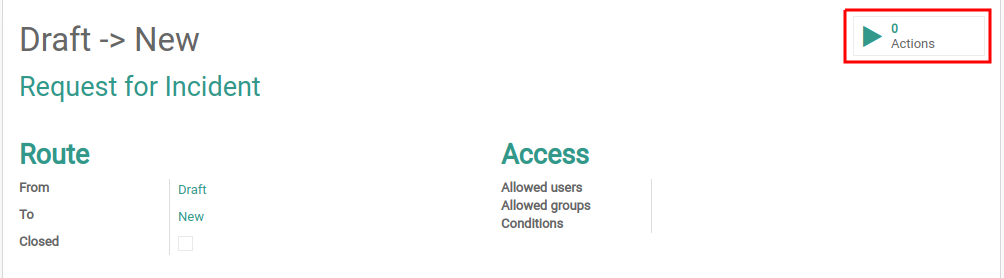 Draft -> New
0
Actions
Request for Incident
Route
From Draft
To New
Closed
Access
Allowed users
Allowed groups
Conditions